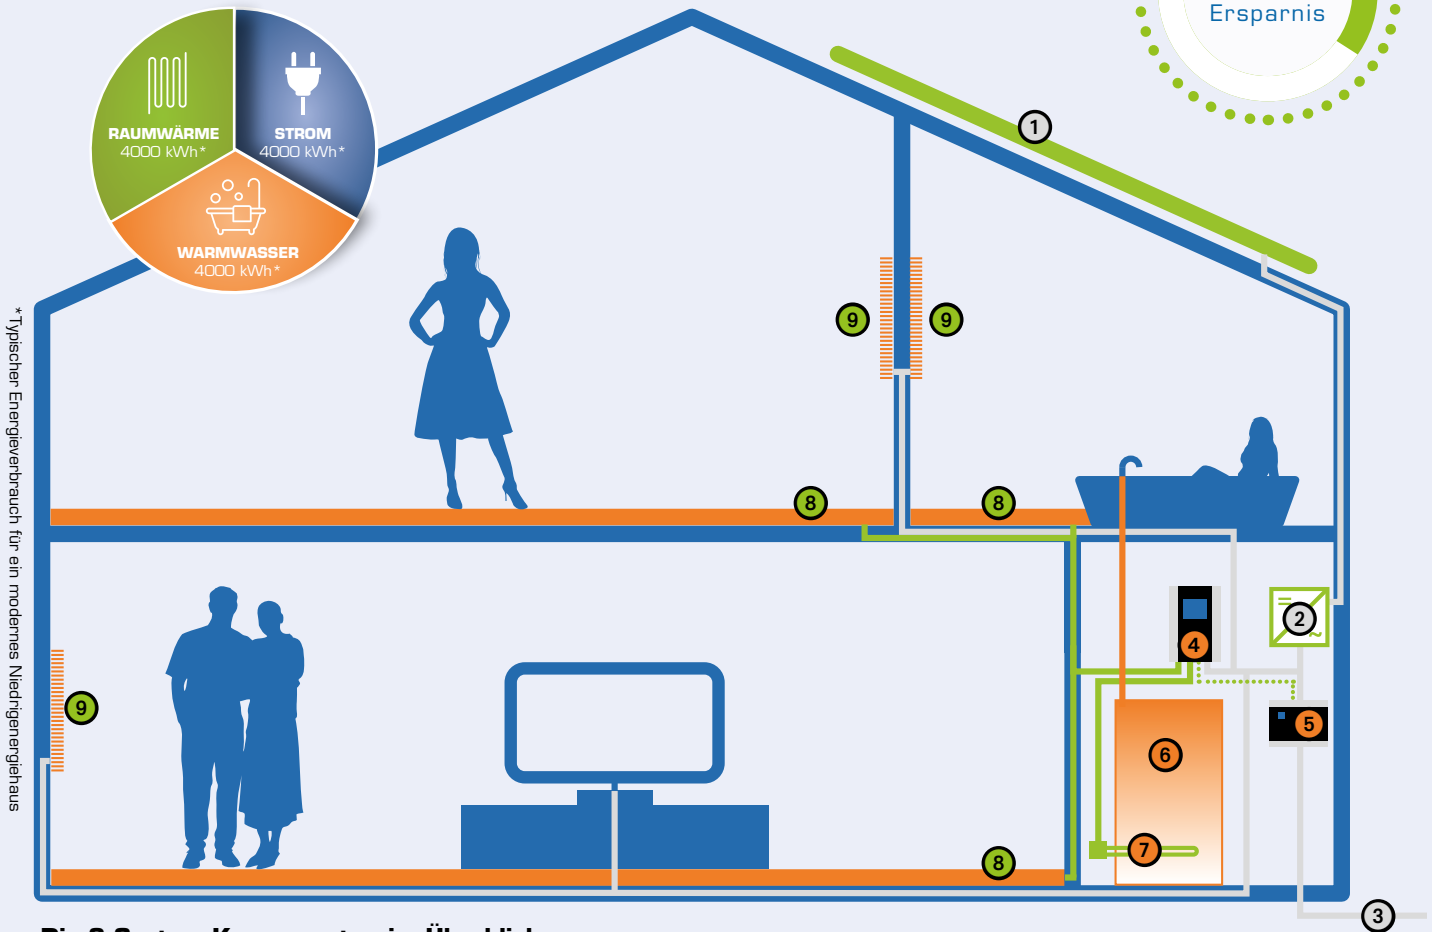 Ersparnis
RAUMWÄRME
4000 kWh*
STROM
4000 kWh*
WARMWASSER
4000 kWh*
1
9
9
8
8
2
4
9
5
6
7
8
3
*Typischer Energieverbrauch für ein modernes Niedrigenergiehaus